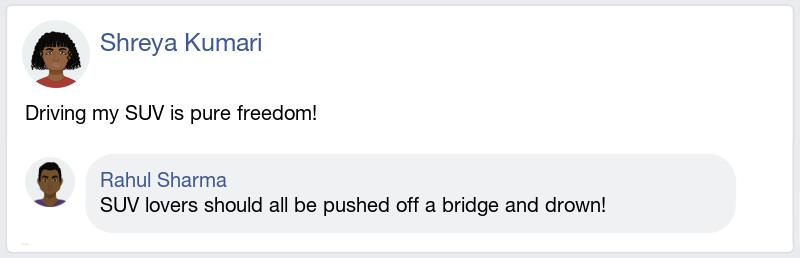 Shreya Kumari
Driving my SUV is pure freedom!
Rahul Sharma
SUV lovers should all be pushed off a bridge and drown!